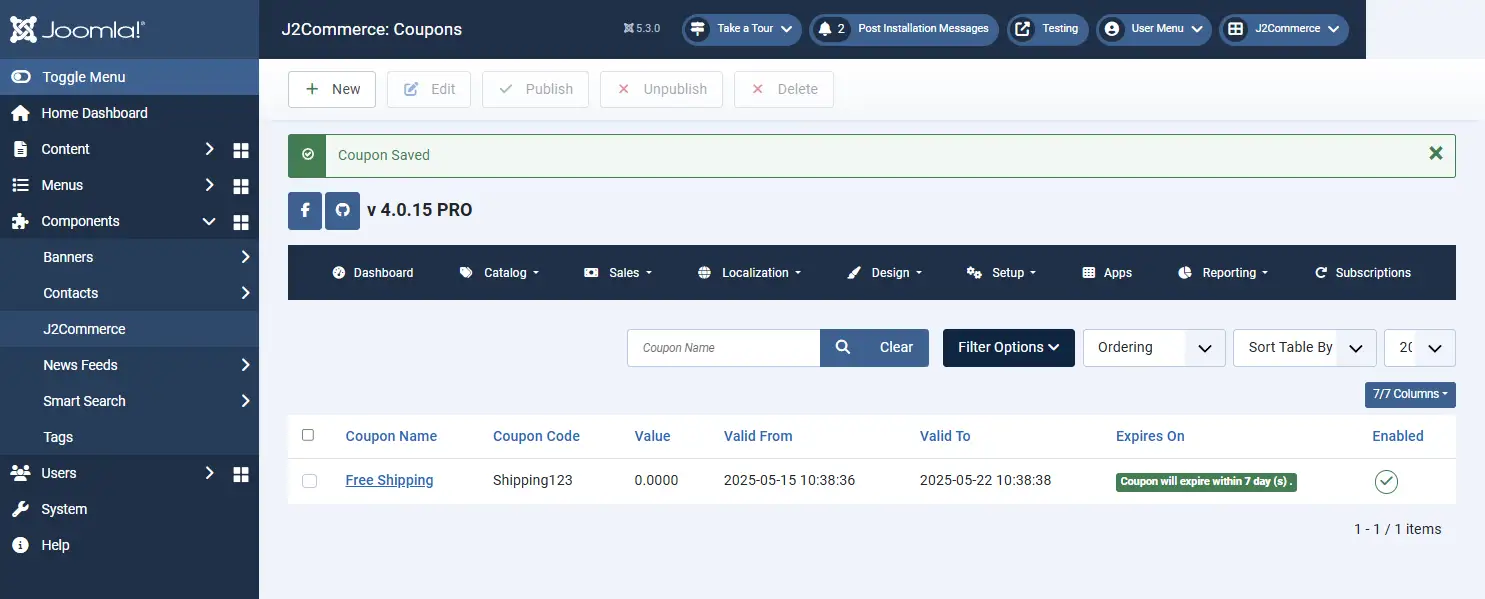 Joomla!
J2Commerce: Coupons
5.3.0
Take a Tour
2 Post Installation Messages
Testing
User Menu
J2Commerce
Toggle Menu
Home Dashboard
Content
Menus
Components
Banners
Contacts
J2Commerce
News Feeds
Smart Search
Tags
Users
System
Help
New
Edit
Publish
Unpublish
Delete
Coupon Saved
v 4.0.15 PRO
Dashboard
Catalog
Sales
Localization
Design
Setup
Apps
Reporting
Subscriptions
Coupon Name
Clear
Filter Options
Ordering
Sort Table By
20
7/7 Columns
Coupon Name Coupon Code Value Valid From Valid To Expires On Enabled
Free Shipping Shipping123 0.0000 2025-05-15 10:38:36 2025-05-22 10:38:38 Coupon will expire within 7 day (s) .
1 - 1 / 1 items